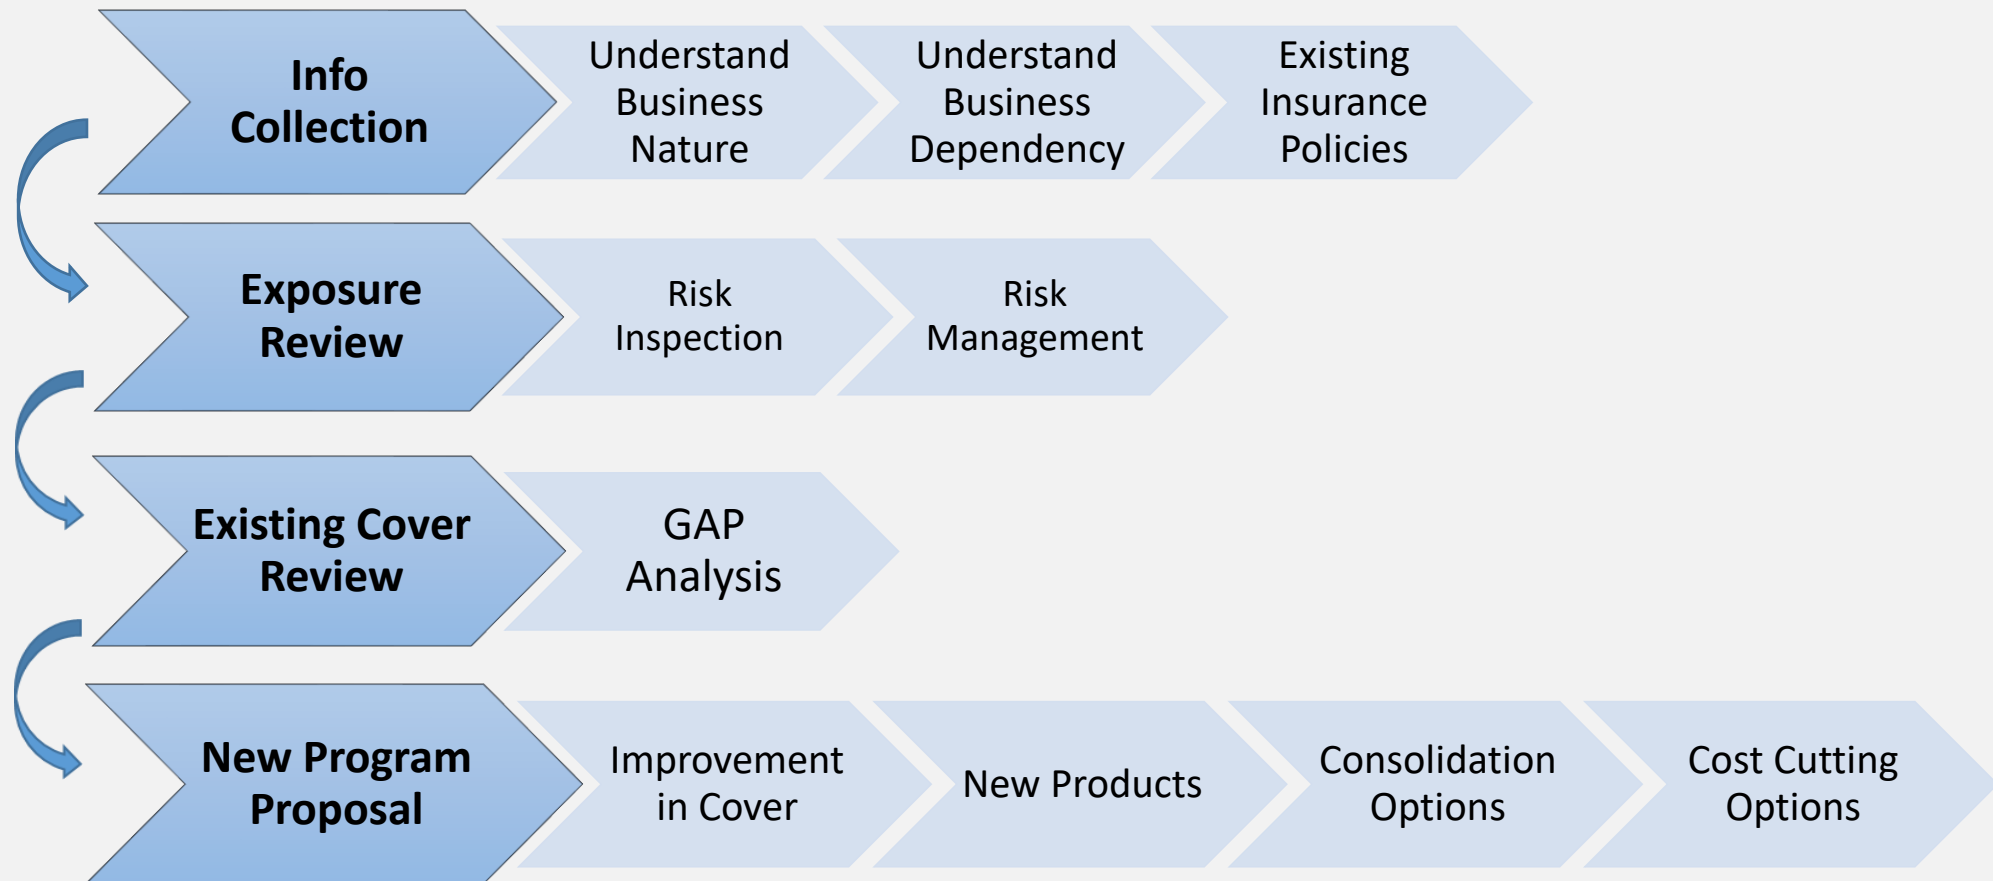 Info
Collection
Understand
Business
Nature
Understand
Business
Dependency
Existing
Insurance
Policies
Exposure
Review
Risk
Inspection
Risk
Management
Existing Cover
Review
GAP
Analysis
New Program
Proposal
Improvement
in Cover
New Products
Consolidation
Options
Cost Cutting
Options